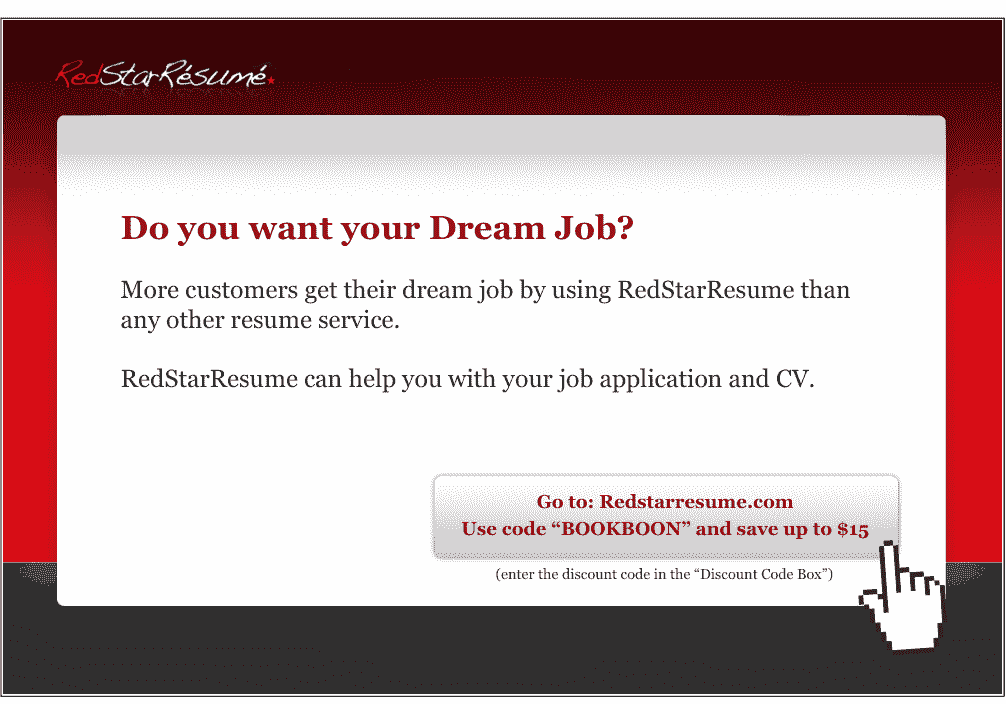 RedStarRésumé
Do you want your Dream Job?
More customers get their dream job by using RedStarResume than
any other resume service.
RedStarResume can help you with your job application and CV.
Go to: Redstarresume.com
Use code “BOOKBOON” and save up to $15
(enter the discount code in the “Discount Code Box”)